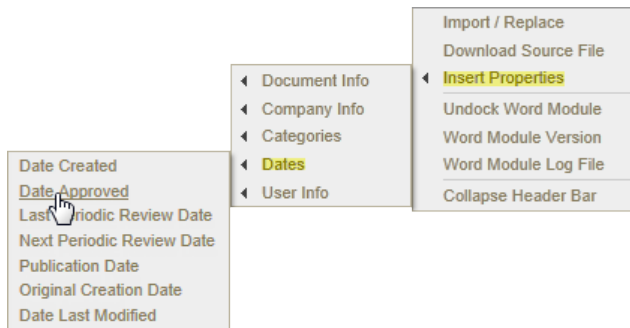 Import / Replace
Download Source File
Insert Properties
Undock Word Module
Word Module Version
Word Module Log File
Collapse Header Bar
Document Info
Company Info
Categories
Dates
User Info
Date Created
Date Approved
Last Periodic Review Date
Next Periodic Review Date
Publication Date
Original Creation Date
Date Last Modified